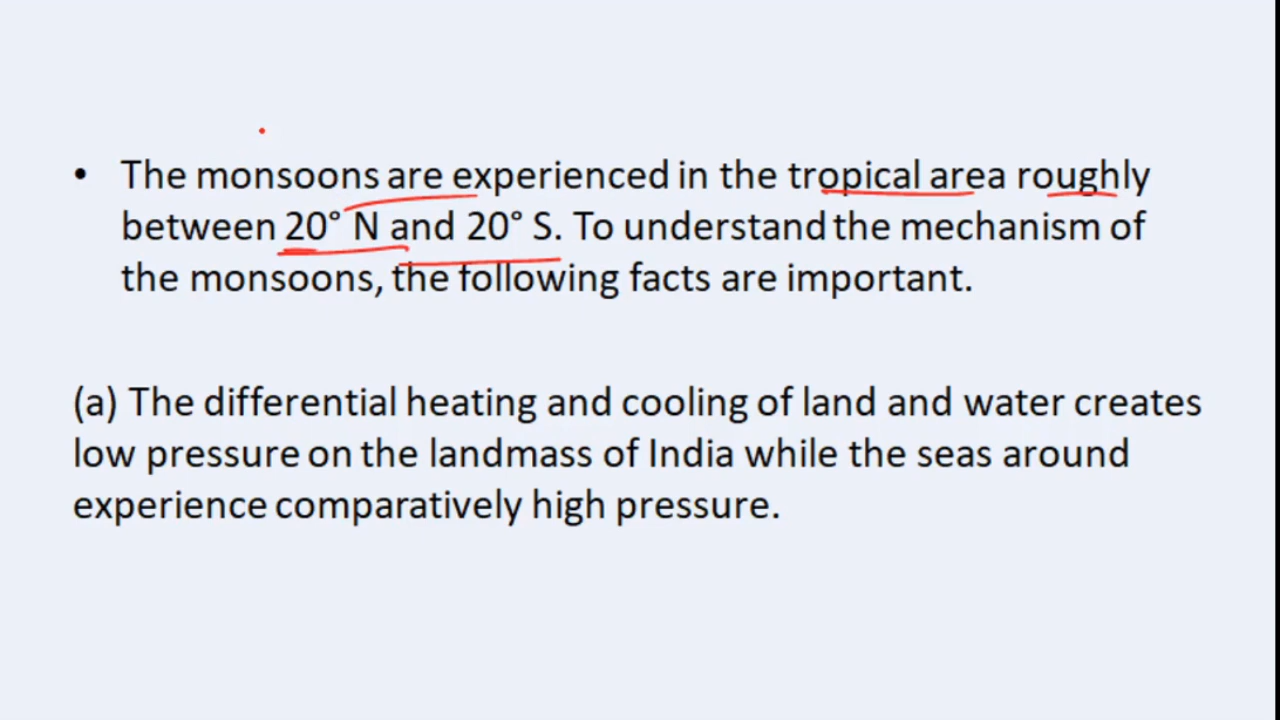 • The monsoons are experienced in the tropical area roughly
between 20° N and 20° S. To understand the mechanism of
the monsoons, the following facts are important.
(a) The differential heating and cooling of land and water creates
low pressure on the landmass of India while the seas around
experience comparatively high pressure.